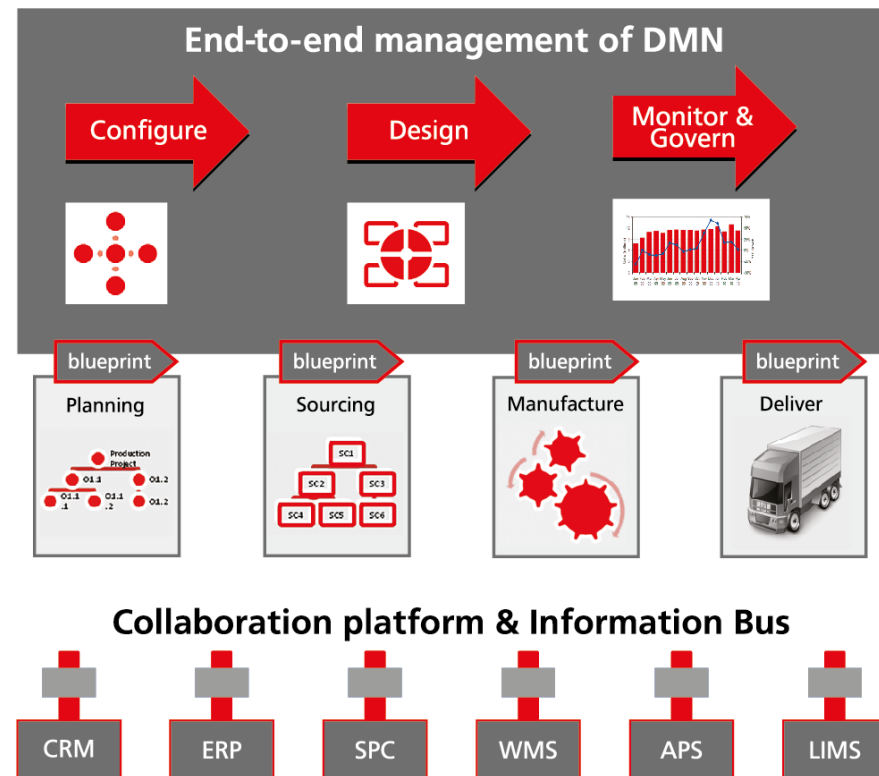 End-to-end management of DMN
Configure
Design
Monitor &
Govern
blueprint
blueprint
blueprint
blueprint
Planning
Sourcing
Manufacture
Deliver
Production
Project
O1.1
O1.2
O1.1
.1
O1.1
.2
O1.2
SC1
SC2
SC3
SC4
SC5
SC6
Collaboration platform & Information Bus
CRM
ERP
SPC
WMS
APS
LIMS